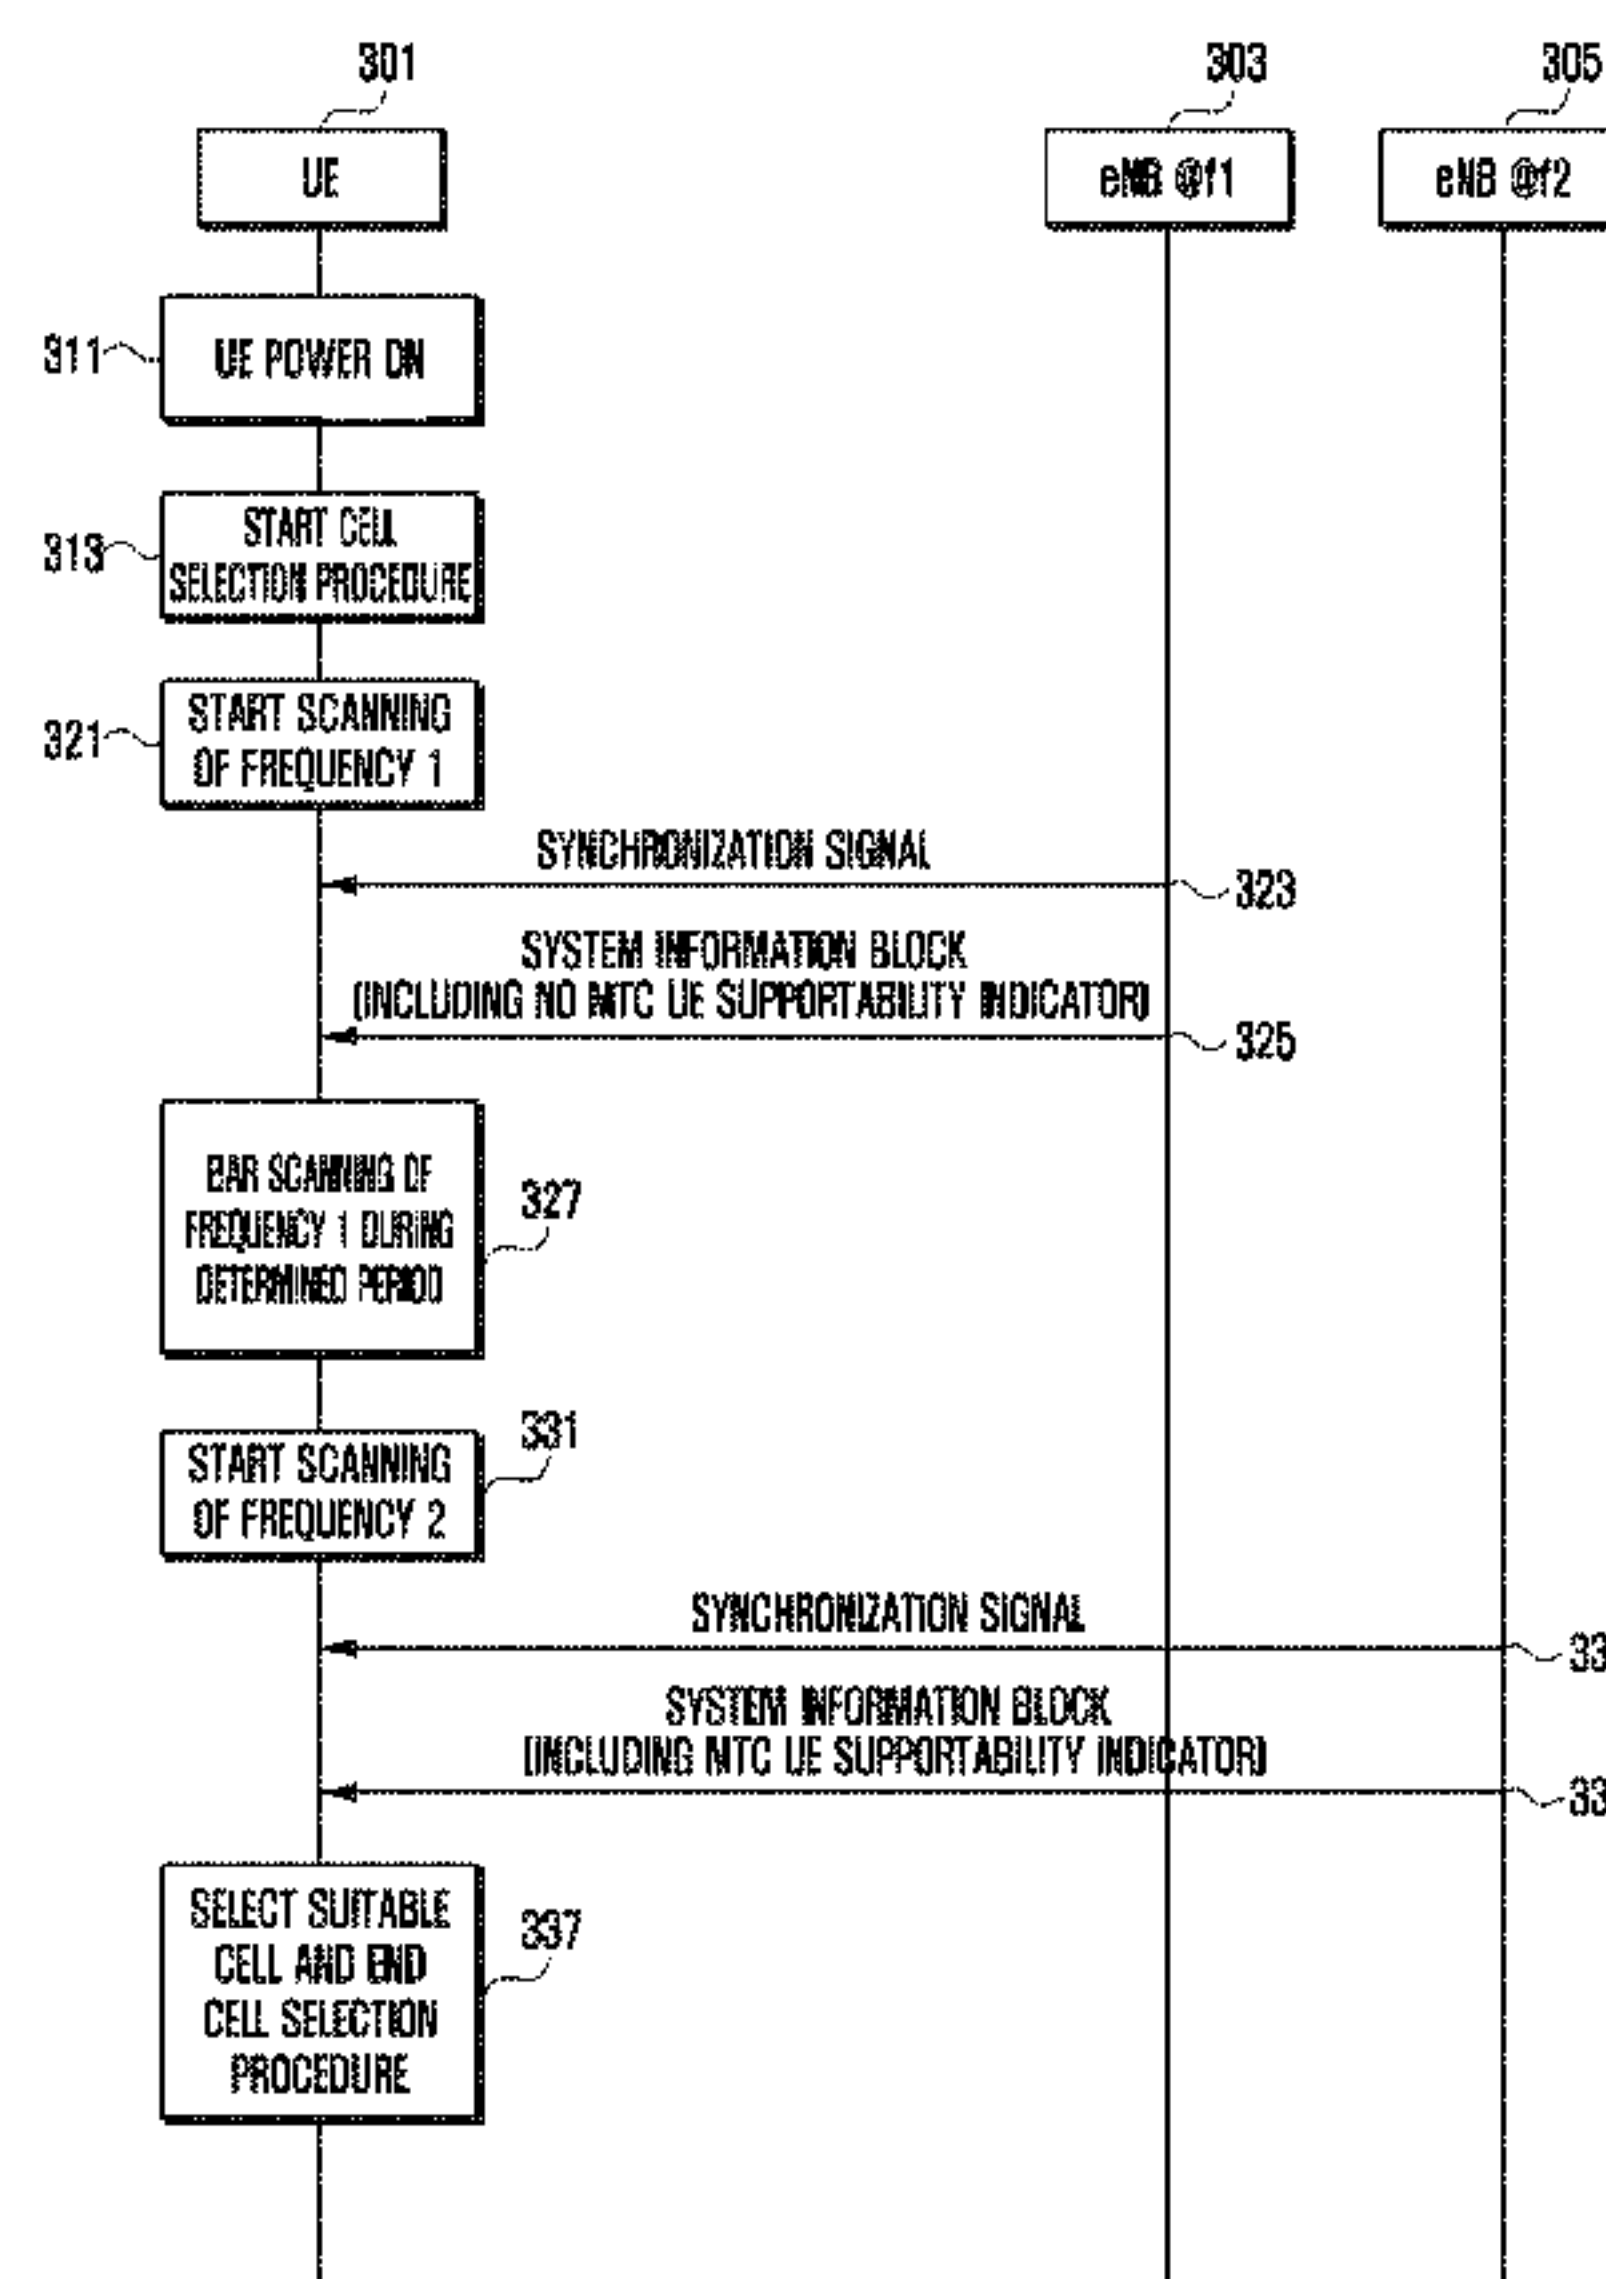 301
303
305
UE
eNB @f1
eNB @f2
311
UE POWER ON
313
START CELL
SELECTION PROCEDURE
321
START SCANNING
OF FREQUENCY 1
SYNCHRONIZATION SIGNAL
323
SYSTEM INFORMATION BLOCK
(INCLUDING NO MTC UE SUPPORTABILITY INDICATOR)
325
BAR SCANNING OF
FREQUENCY 1 DURING
DETERMINED PERIOD
327
331
START SCANNING
OF FREQUENCY 2
SYNCHRONIZATION SIGNAL
33
SYSTEM INFORMATION BLOCK
(INCLUDING MTC UE SUPPORTABILITY INDICATOR)
33
SELECT SUITABLE
CELL AND END
CELL SELECTION
PROCEDURE
337